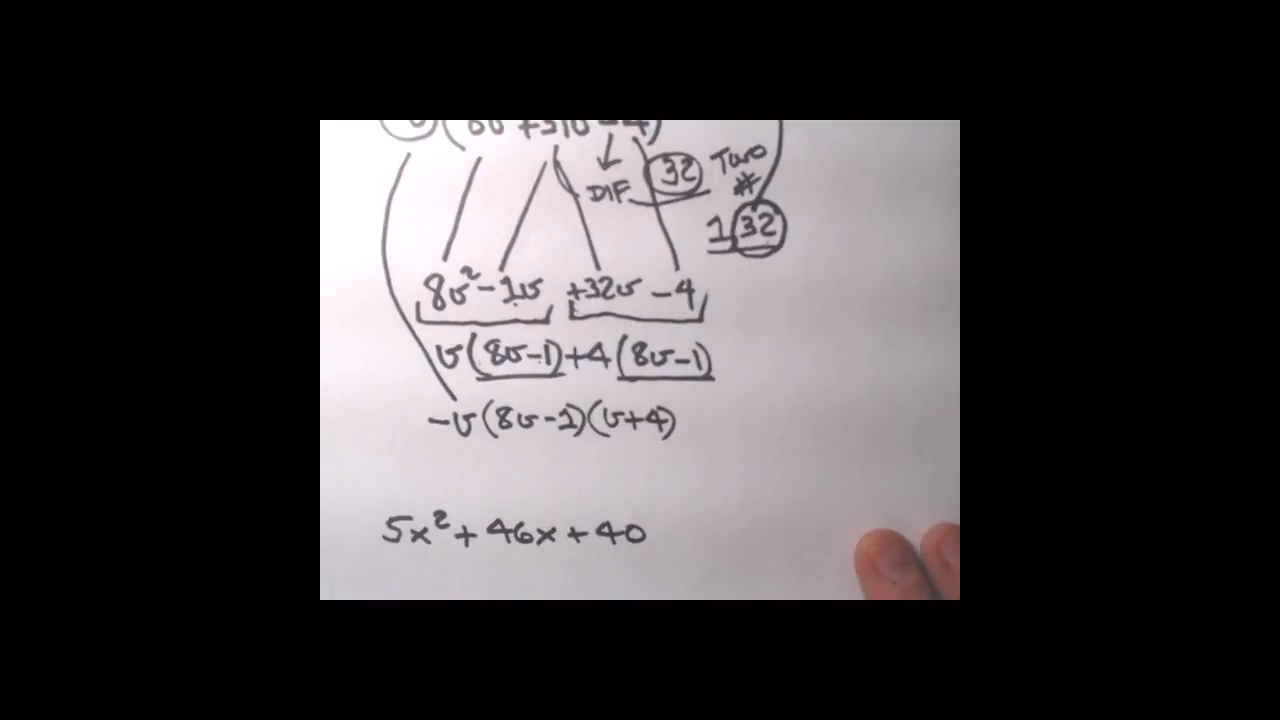 Two
32
DIF #
1 32
8v²-1v +32v -4
v(8v-1)+4(8v-1)
-v(8v-1)(v+4)
5x²+46x+40